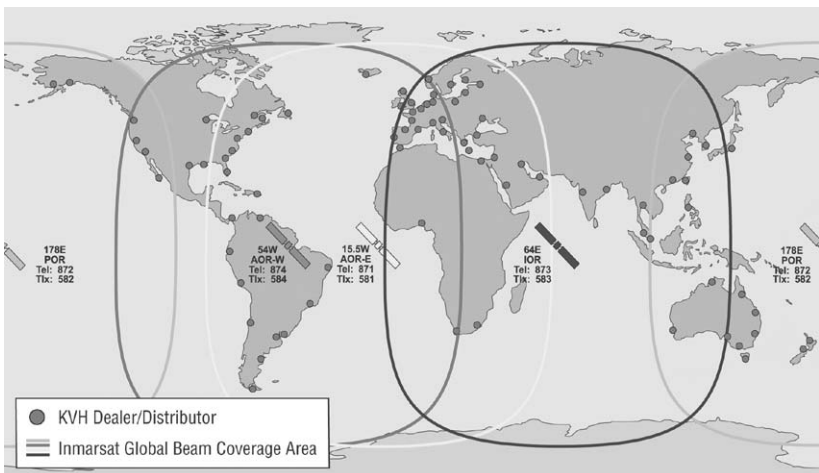 178E
POR
Tel: 872
Tlx: 582
54W
AOR-W
Tel: 874
Tlx: 584
15.5W
AOR-E
Tel: 871
Tlx: 581
64E
IOR
Tel: 873
Tlx: 583
178E
POR
Tel: 872
Tlx: 582
KVH Dealer/Distributor
Inmarsat Global Beam Coverage Area